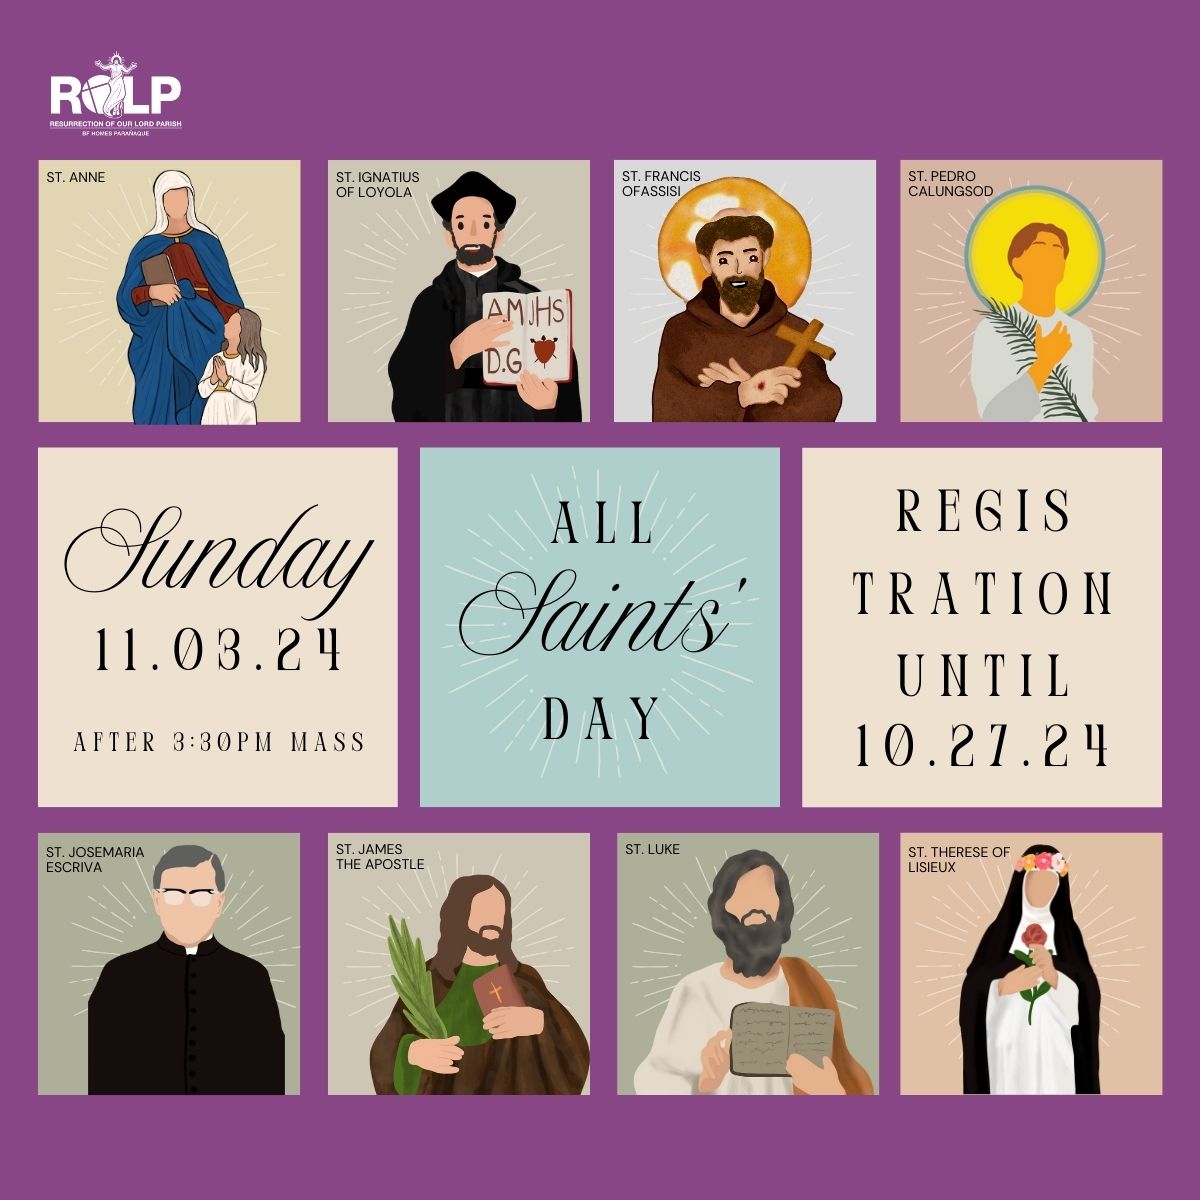 ROLP
RESURRECTION OF OUR LORD PARISH
BF HOMES PARAÑAQUE
ST. ANNE
ST. IGNATIUS
OF LOYOLA
A.M JHS
D.G
ST. FRANCIS
OFASSISI
ST. PEDRO
CALUNGSOD
Sunday
11.03.24
AFTER 3:30PM MASS
ALL
Saints'
DAY
REGIS
TRATION
UNTIL
10.27.24
ST. JOSEMARIA
ESCRIVA
ST. JAMES
THE APOSTLE
ST. LUKE
ST. THERESE OF
LISIEUX